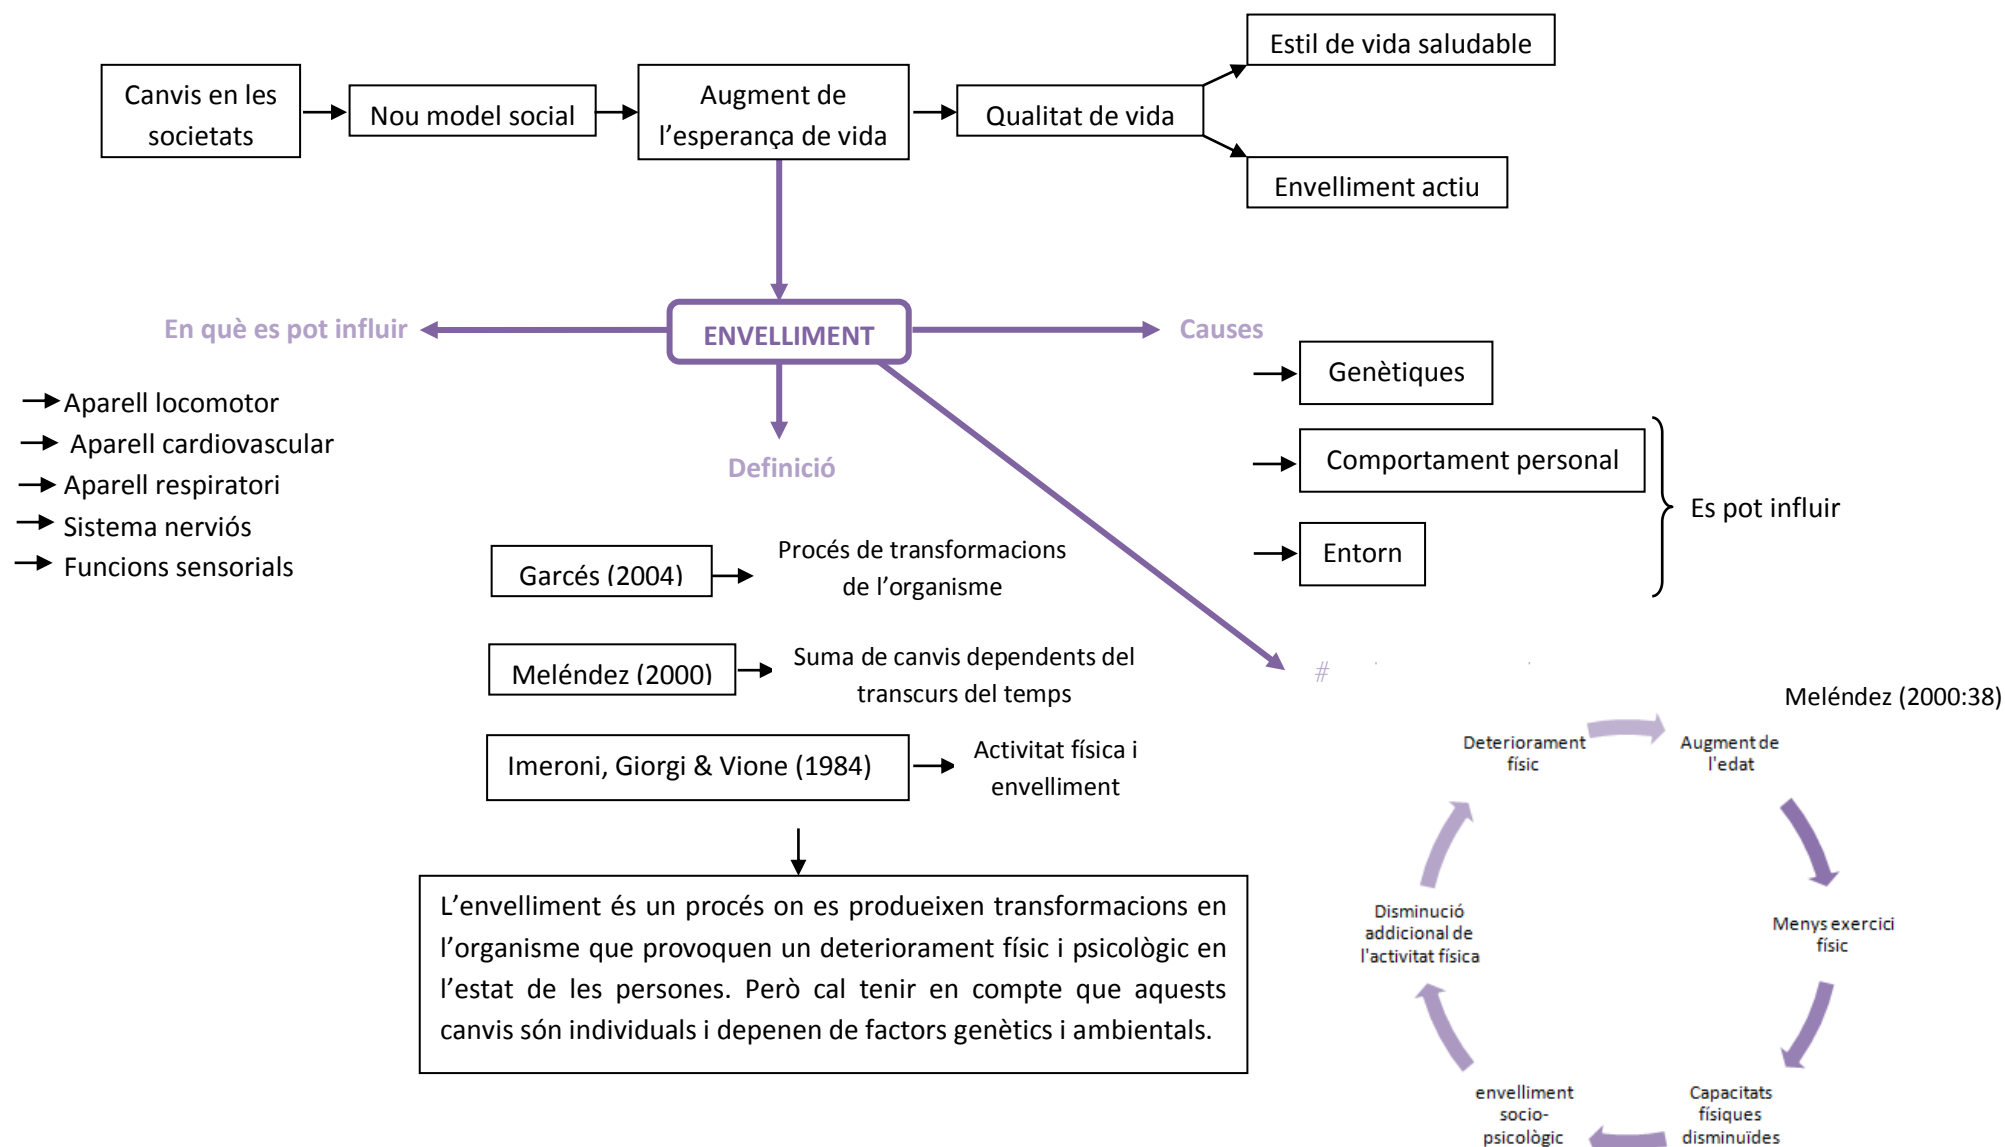 Canvis en les
societats
Nou model social
Augment de
l'esperança de vida
Qualitat de vida
Estil de vida saludable
Envelliment actiu
En què es pot influir
ENVELLIMENT
Causes
Aparell locomotor
Aparell cardiovascular
Aparell respiratori
Sistema nerviós
Funcions sensorials
Definició
Genètiques
Comportament personal
Entorn
Es pot influir
Garcés (2004)
Procés de transformacions
de l'organisme
Meléndez (2000)
Suma de canvis dependents del
transcurs del temps
Imeroni, Giorgi & Vione (1984)
Activitat física i
envelliment
L'envelliment és un procés on es produeixen transformacions en
l'organisme que provoquen un deteriorament físic i psicològic en
l'estat de les persones. Però cal tenir en compte que aquests
canvis són individuals i depenen de factors genètics i ambientals.
#
Meléndez (2000:38)
Deteriorament
físic
Augment de
l'edat
Menys exercici
físic
Capacitats
físiques
disminuïdes
envelliment
socio-
psicològic
Disminució
addicional de
l'activitat física